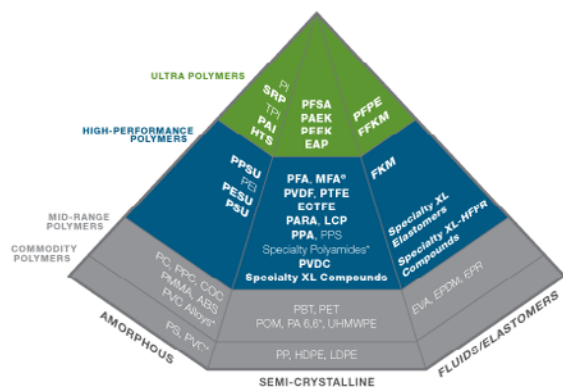 ULTRA POLYMERS
PI
SRP
TPI
PAI
HTS
PFSA
PAEK
PEEK
EAP
PFPE
FFKM
HIGH-PERFORMANCE
POLYMERS
PPSU
PEI
PESU
PSU
PFA, MFA®
PVDF, PTFE
ECTFE
PARA, LCP
PPA, PPS
Specialty Polyamides*
PVDC
Specialty XL Compounds
FKM
Specialty XL
Elastomers
Specialty XL-HFFR
Compounds
MID-RANGE
POLYMERS
PC, PPC, COC
PMMA, ABS
PVC Alloys*
PBT, PET
POM, PA 6,6*, UHMWPE
EVA, EPDM, EPR
COMMODITY
POLYMERS
PS, PVC*
PP, HDPE, LDPE
AMORPHOUS
SEMI-CRYSTALLINE
FLUIDS/ELASTOMERS